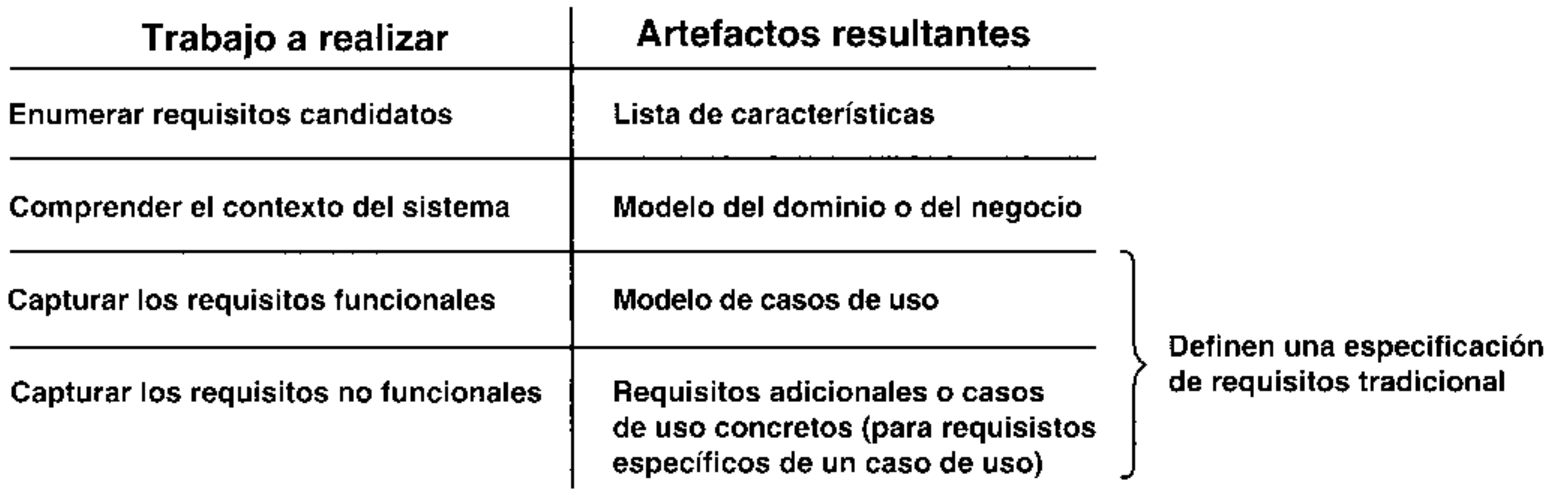 Trabajo a realizar
Artefactos resultantes
Enumerar requisitos candidatos
Lista de características
Comprender el contexto del sistema
Modelo del dominio o del negocio
Capturar los requisitos funcionales
Modelo de casos de uso
Capturar los requisitos no funcionales
Requisitos adicionales o casos
de uso concretos (para requisistos
específicos de un caso de uso)
Definen una especificación
de requisitos tradicional